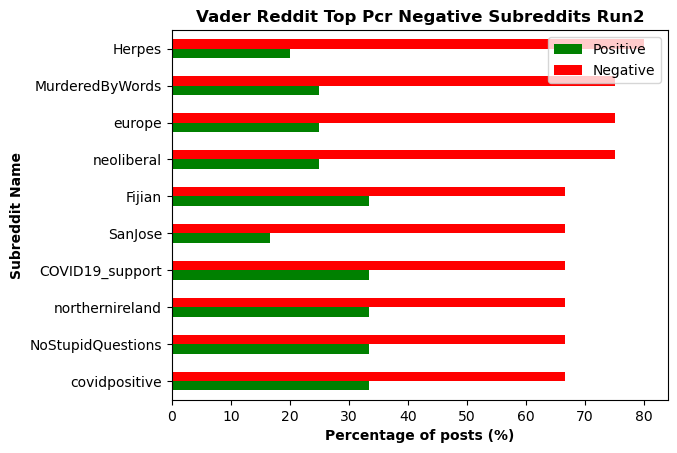 Vader Reddit Top Pcr Negative Subreddits Run2
Positive
Negative
Subreddit Name
Herpes
MurderedByWords
europe
neoliberal
Fijian
SanJose
COVID19_support
northernireland
NoStupidQuestions
covidpositive
0 10 20 30 40 50 60 70 80
Percentage of posts (%)